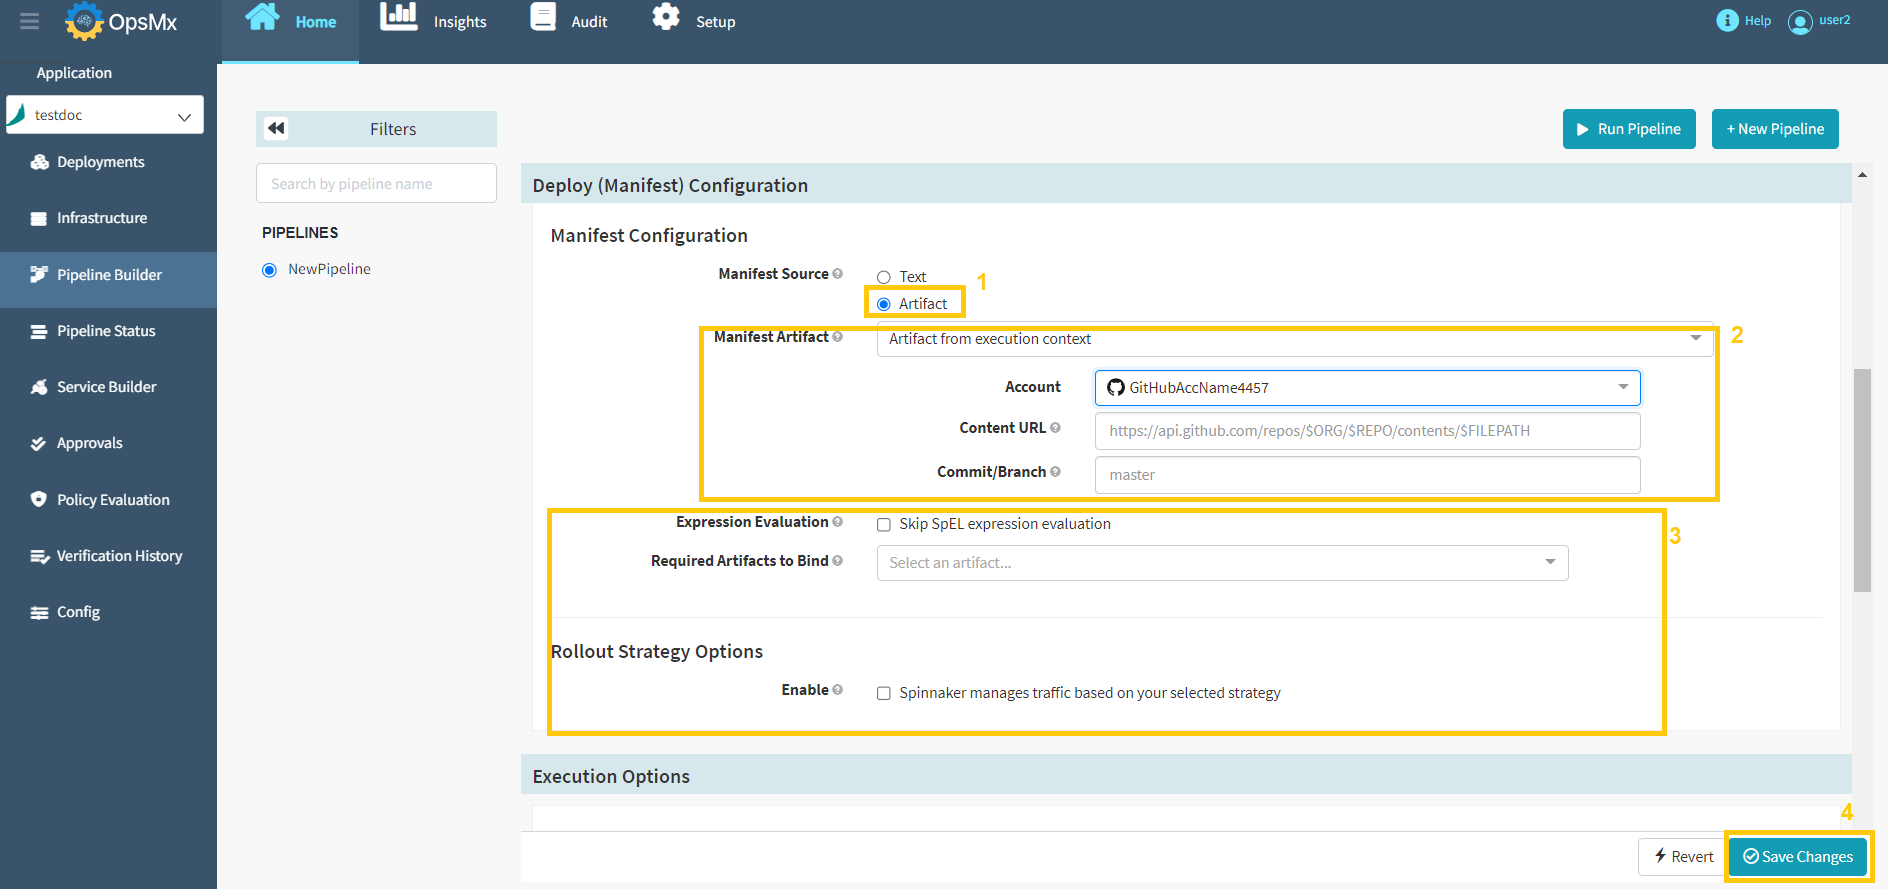 OpsMx
Home
Insights
Audit
Setup
Help
user2
Application
testdoc
Deployments
Infrastructure
Pipeline Builder
Pipeline Status
Service Builder
Approvals
Policy Evaluation
Verification History
Config
Filters
Search by pipeline name
PIPELINES
NewPipeline
Run Pipeline
+ New Pipeline
Deploy (Manifest) Configuration
Manifest Configuration
Manifest Source
Text
1
Artifact
Manifest Artifact
Artifact from execution context
2
Account
GitHubAccName4457
Content URL
https://api.github.com/repos/$ORG/$REPO/contents/$FILEPATH
Commit/Branch
master
Expression Evaluation
Skip SpEL expression evaluation
3
Required Artifacts to Bind
Select an artifact...
Rollout Strategy Options
Enable
Spinnaker manages traffic based on your selected strategy
Execution Options
4
Revert
Save Changes